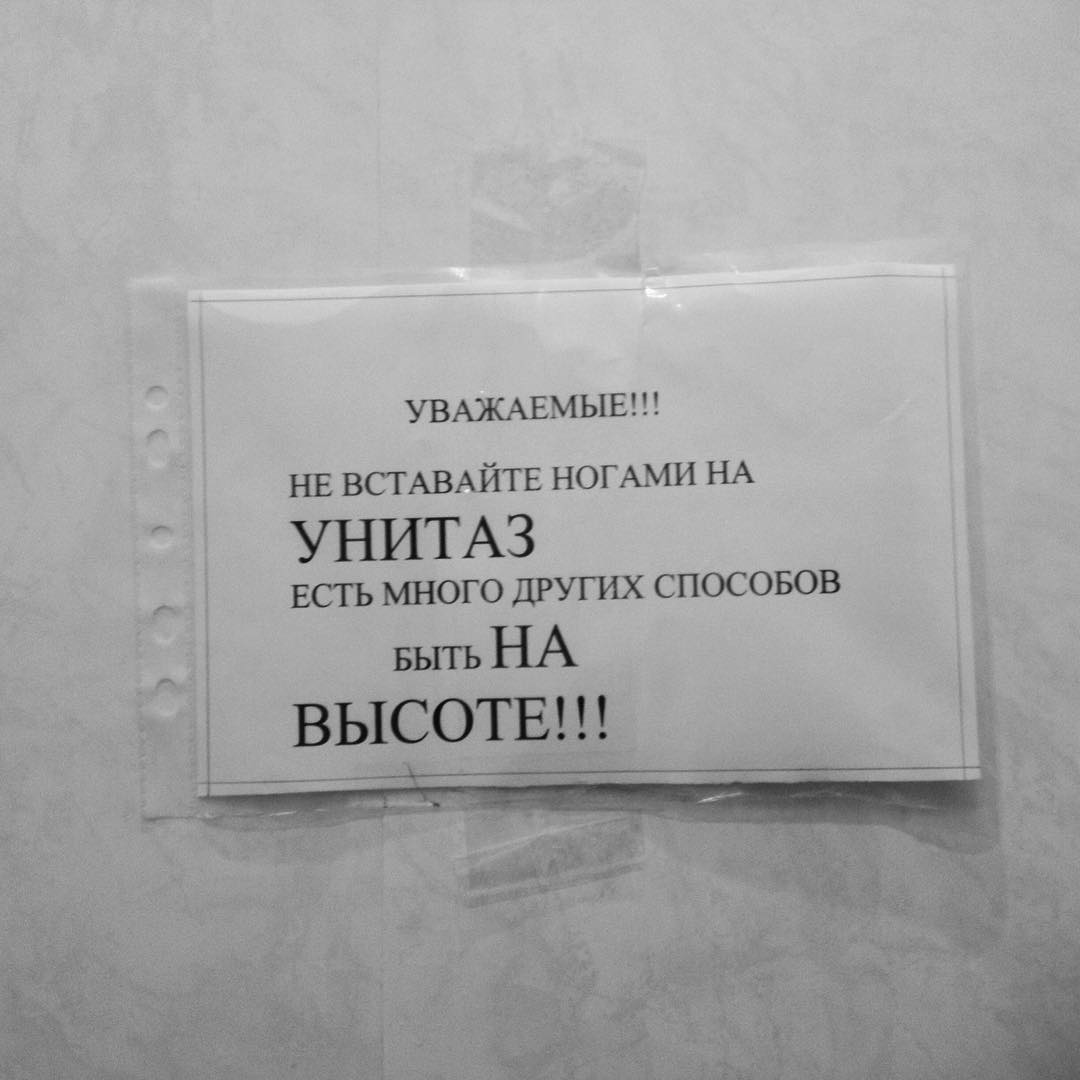 УВАЖАЕМЫЕ!!!
НЕ ВСТАВАЙТЕ НОГАМИ НА
УНИТАЗ
ЕСТЬ МНОГО ДРУГИХ СПОСОБОВ
БЫТЬ НА
ВЫСОТЕ!!!